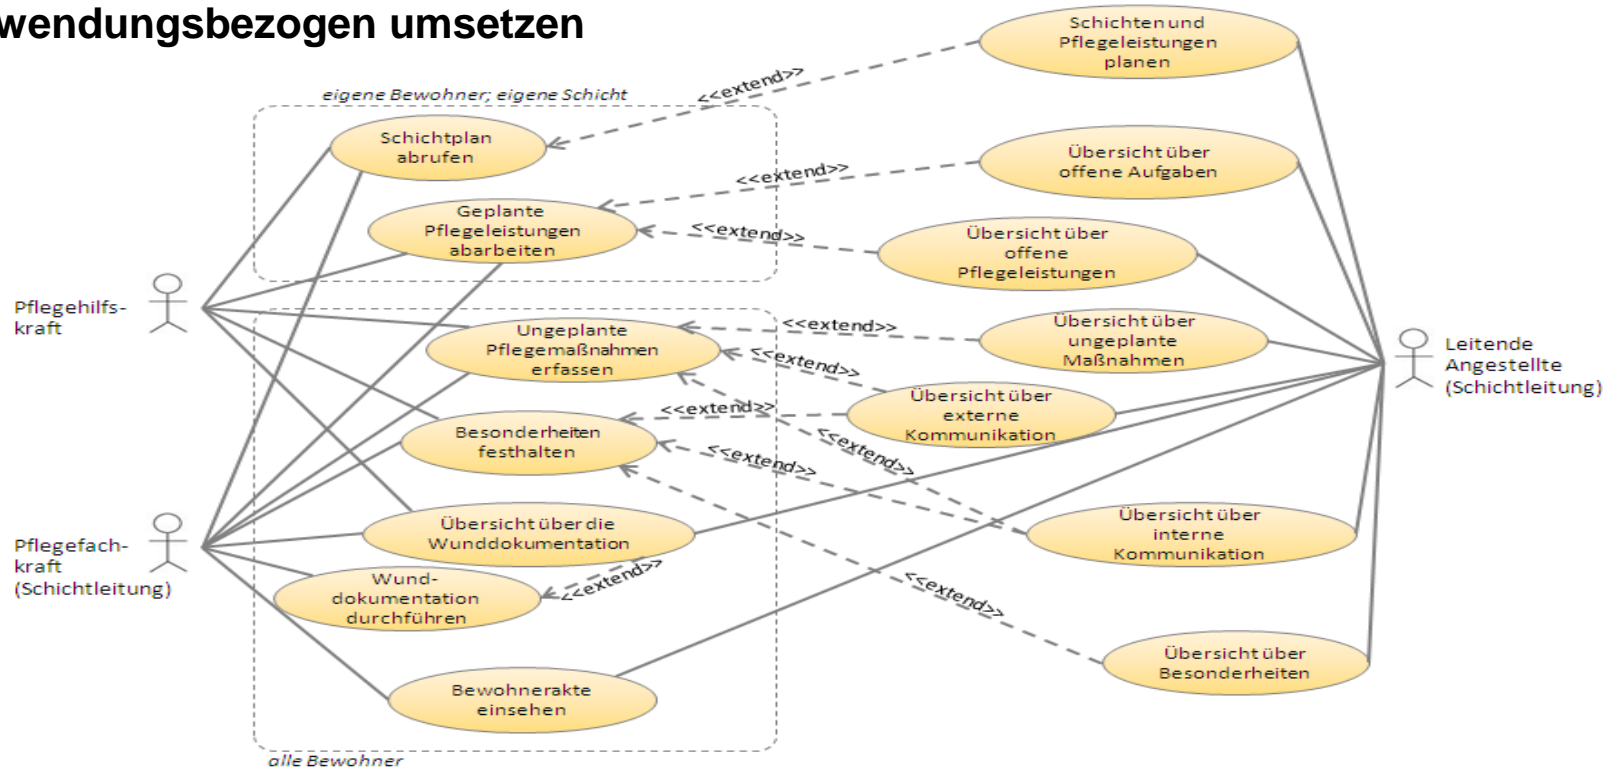 wendungsbezogen umsetzen
Schichten und
Pflegeleistungen
planen
<<extend>>
eigene Bewohner; eigene Schicht
Schichtplan
abrufen
Übersicht über
offene Aufgaben
<<extend>>
Geplante
Pflegeleistungen
abarbeiten
<<extend>>
Übersicht über
offene
Pflegeleistungen
Pflegehilfs-
kraft
Ungeplante
Pflegemaßnahmen
erfassen
<<extend>>
Übersicht über
ungeplante
Maßnahmen
Leitende
Angestellte
(Schichtleitung)
<<extend>>
Übersicht über
externe
Kommunikation
<<extend>>
Besonderheiten
festhalten
<<extend>>
<<extend>>
Übersicht über die
Wunddokumentation
Übersicht über
interne
Kommunikation
Pflegefach-
kraft
(Schichtleitung)
Wund-
dokumentation
durchführen
<<extend>>
<<extend>>
Übersicht über
Besonderheiten
Bewohnerakte
einsehen
alle Bewohner